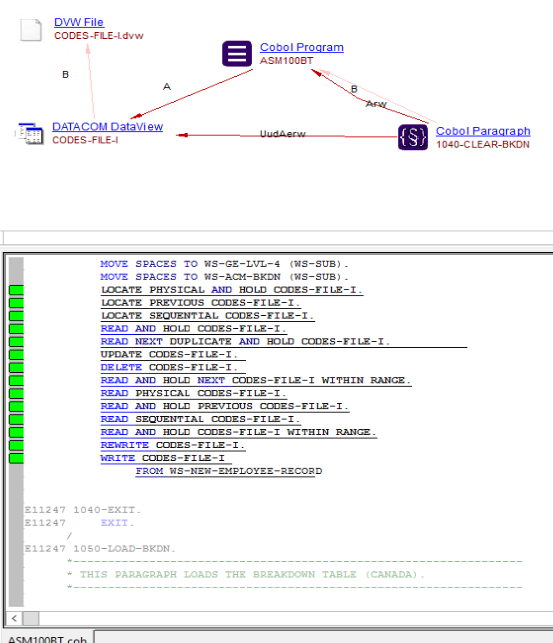 DVW File
CODES-FILE-I.dvw
Cobol Program
ASM100BT
B
A
B
Arw
DATACOM DataView
CODES-FILE-I
UudAerw
{§}
Cobol Paragraph
1040-CLEAR-BKDN
MOVE SPACES TO WS-GE-LVL-4 (WS-SUB).
MOVE SPACES TO WS-ACM-BKDN (WS-SUB).
LOCATE PHYSICAL AND HOLD CODES-FILE-I.
LOCATE PREVIOUS CODES-FILE-I.
LOCATE SEQUENTIAL CODES-FILE-I.
READ AND HOLD CODES-FILE-I.
READ NEXT DUPLICATE AND HOLD CODES-FILE-I.
UPDATE CODES-FILE-I.
DELETE CODES-FILE-I.
READ AND HOLD NEXT CODES-FILE-I WITHIN RANGE.
READ PHYSICAL CODES-FILE-I.
READ AND HOLD PREVIOUS CODES-FILE-I.
READ SEQUENTIAL CODES-FILE-I.
READ AND HOLD CODES-FILE-I WITHIN RANGE.
REWRITE CODES-FILE-I.
WRITE CODES-FILE-I
FROM WS-NEW-EMPLOYEE-RECORD
E11247 1040-EXIT.
E11247 EXIT.
/
E11247 1050-LOAD-BKDN.
*----------------------------------------------------------------
* THIS PARAGRAPH LOADS THE BREAKDOWN TABLE (CANADA).
*----------------------------------------------------------------
ASM100BT.cob